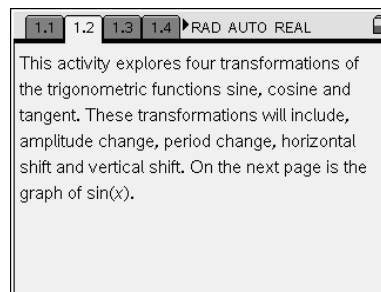 1.1 1.2 1.3 1.4 RAD AUTO REAL
This activity explores four transformations of
the trigonometric functions sine, cosine and
tangent. These transformations will include,
amplitude change, period change, horizontal
shift and vertical shift. On the next page is the
graph of sin(x).